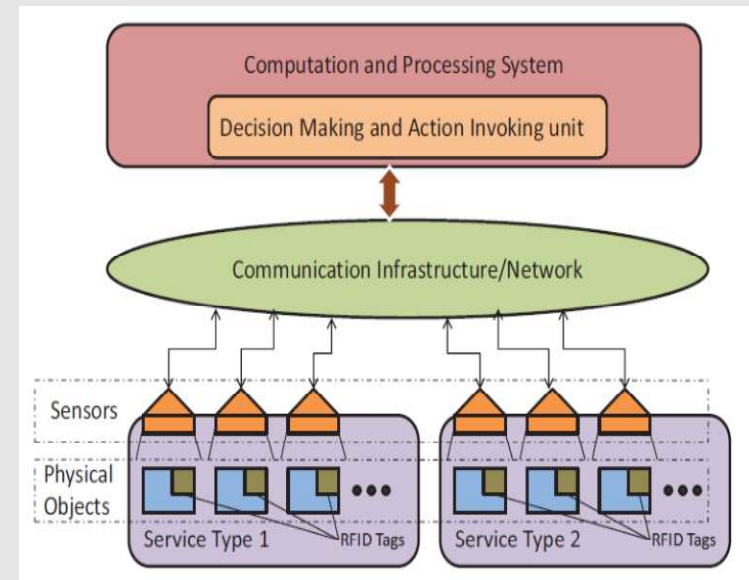 Computation and Processing System
Decision Making and Action Invoking unit
Communication Infrastructure/Network
Sensors
Physical
Objects
Service Type 1
RFID Tags
Service Type 2
RFID Tags